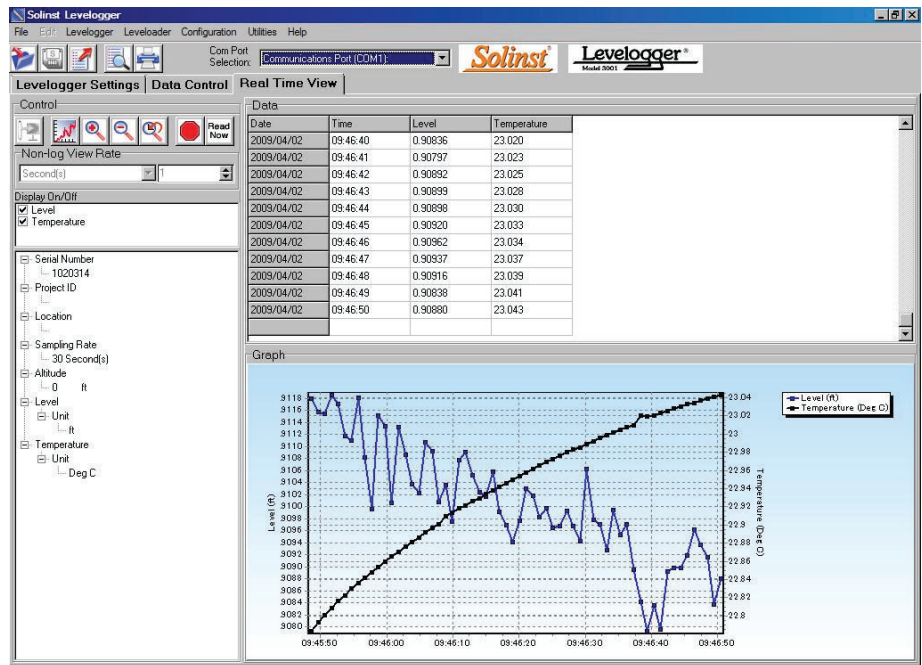 Solinst Levelogger
File Edit Levelogger Leveloader Configuration Utilities Help
Com Port Selection: Communications Port (COM1):
Solinst Levelogger Model 3001
Levelogger Settings Data Control Real Time View
Control
Read Now
Non-log View Rate
Second(s) 1
Display On/Off
Level
Temperature
Serial Number
1020314
Project ID
Location
Sampling Rate
30 Second(s)
Altitude
0 ft
Level
Unit
ft
Temperature
Unit
Deg C
Data
Date Time Level Temperature
2009/04/02 09:46:40 0.90836 23.020
2009/04/02 09:46:41 0.90797 23.023
2009/04/02 09:46:42 0.90892 23.025
2009/04/02 09:46:43 0.90899 23.028
2009/04/02 09:46:44 0.90898 23.030
2009/04/02 09:46:45 0.90920 23.033
2009/04/02 09:46:46 0.90962 23.034
2009/04/02 09:46:47 0.90937 23.037
2009/04/02 09:46:48 0.90916 23.039
2009/04/02 09:46:49 0.90838 23.041
2009/04/02 09:46:50 0.90880 23.043
Graph
Level (ft)
.9118
.9116
.9114
.9112
.9110
.9108
.9106
.9104
.9102
.9100
.9098
.9096
.9094
.9092
.9090
.9088
.9086
.9084
.9082
.9080
09:45:50 09:46:00 09:46:10 09:46:20 09:46:30 09:46:40 09:46:50
23.04
23.02
23
22.98
22.96
22.94
22.92
22.9
22.88
22.86
22.84
22.82
22.8
Temperature (Deg C)
Level (ft)
Temperature (Deg C)